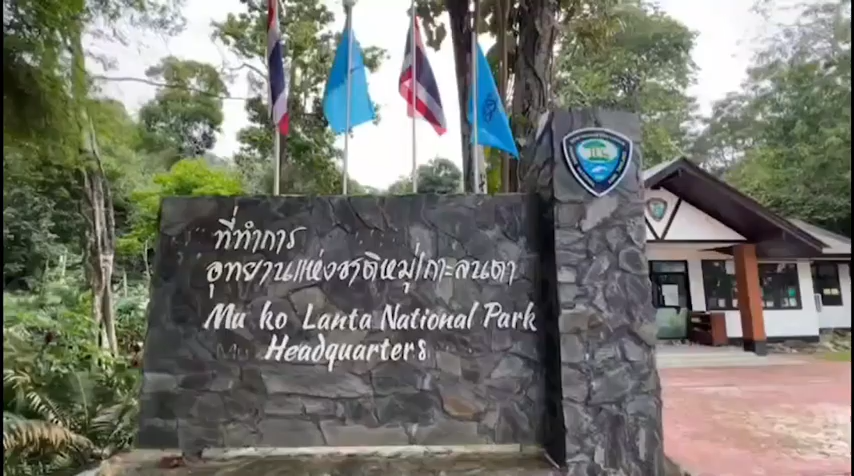 ที่ทำการ
อุทยานแห่งชาติหมู่เกาะลันตา
Mu ko Lanta National Park
Headquarters